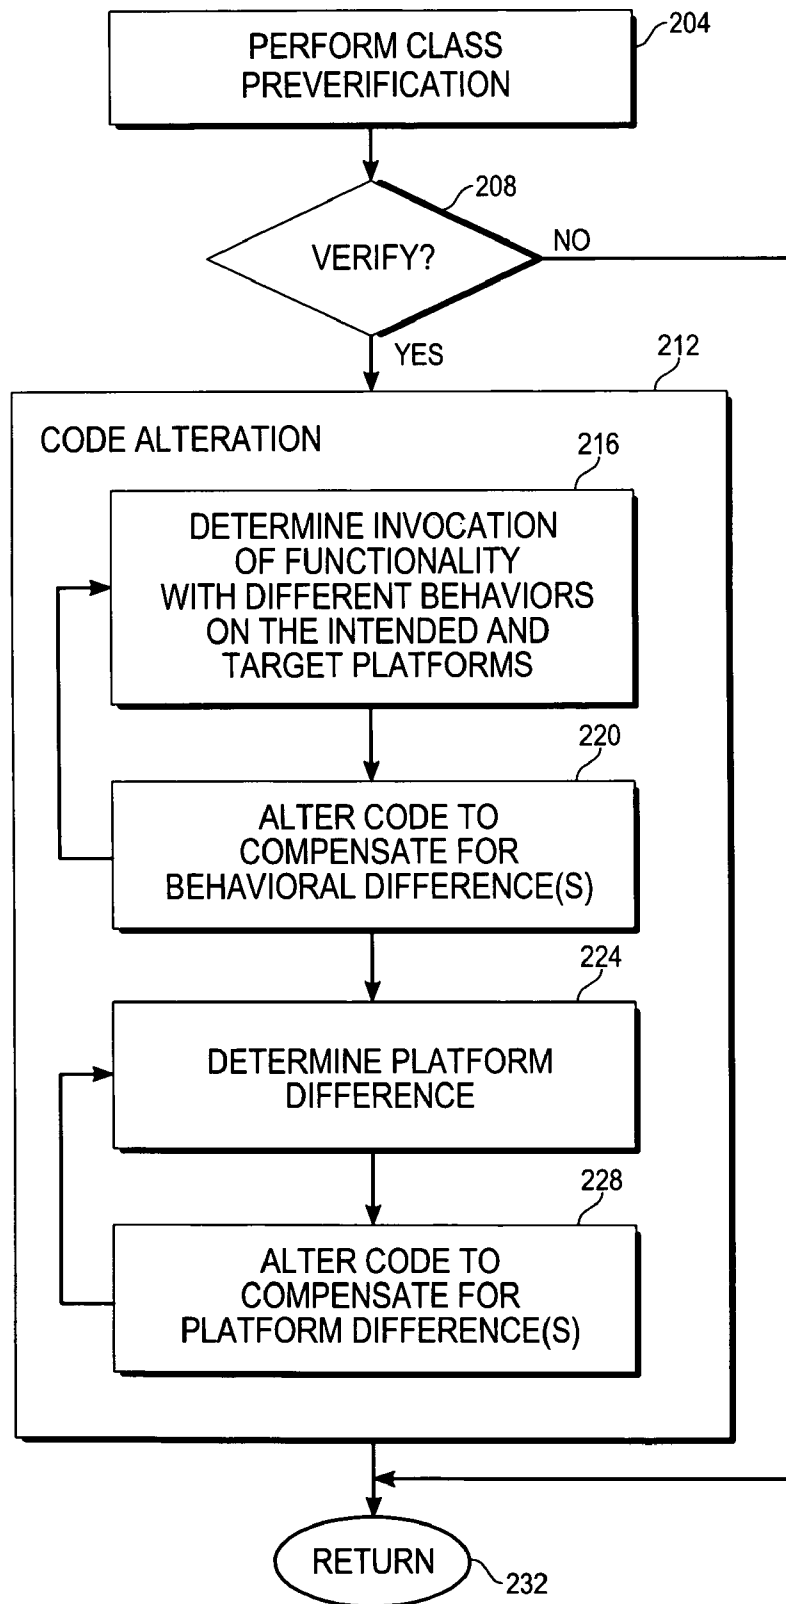 PERFORM CLASS
PREVERIFICATION
204
208
VERIFY?
NO
YES
212
CODE ALTERATION
216
DETERMINE INVOCATION
OF FUNCTIONALITY
WITH DIFFERENT BEHAVIORS
ON THE INTENDED AND
TARGET PLATFORMS
220
ALTER CODE TO
COMPENSATE FOR
BEHAVIORAL DIFFERENCE(S)
224
DETERMINE PLATFORM
DIFFERENCE
228
ALTER CODE TO
COMPENSATE FOR
PLATFORM DIFFERENCE(S)
RETURN
232